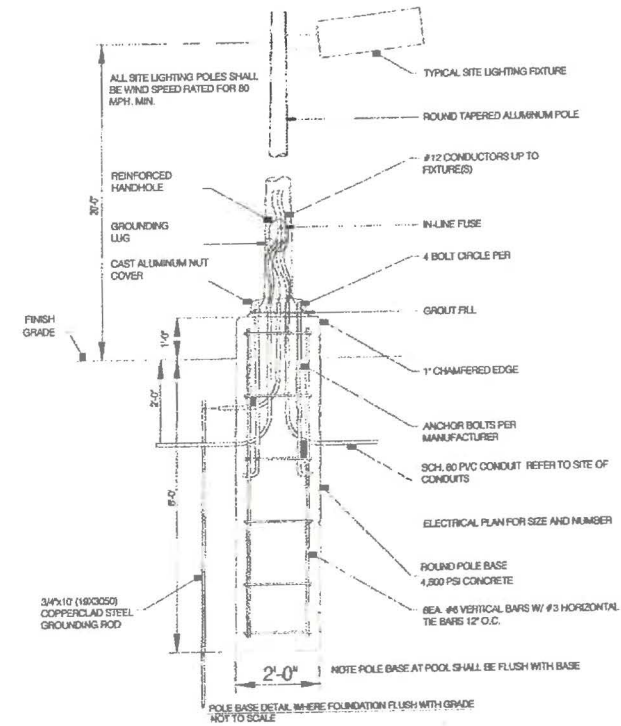 ALL SITE LIGHTING POLES SHALL
BE WIND SPEED RATED FOR 80
MPH. MIN.
TYPICAL SITE LIGHTING FIXTURE
ROUND TAPERED ALUMINUM POLE
20'-0"
#12 CONDUCTORS UP TO
FIXTURE(S)
REINFORCED
HANDHOLE
IN-LINE FUSE
GROUNDING
LUG
4 BOLT CIRCLE PER
CAST ALUMINUM NUT
COVER
GROUT FILL
FINISH
GRADE
1'-0"
1" CHAMFERED EDGE
2'-0"
ANCHOR BOLTS PER
MANUFACTURER
SCH. 80 PVC CONDUIT REFER TO SITE OF
CONDUITS
ELECTRICAL PLAN FOR SIZE AND NUMBER
ROUND POLE BASE
4,800 PSI CONCRETE
3/4"x10' (19X3050)
COPPERCLAD STEEL
GROUNDING ROD
6EA. #6 VERTICAL BARS W/ #3 HORIZONTAL
TIE BARS 12" O.C.
2'-0"
NOTE POLE BASE AT POOL SHALL BE FLUSH WITH BASE
POLE BASE DETAIL WHERE FOUNDATION FLUSH WITH GRADE
NOT TO SCALE